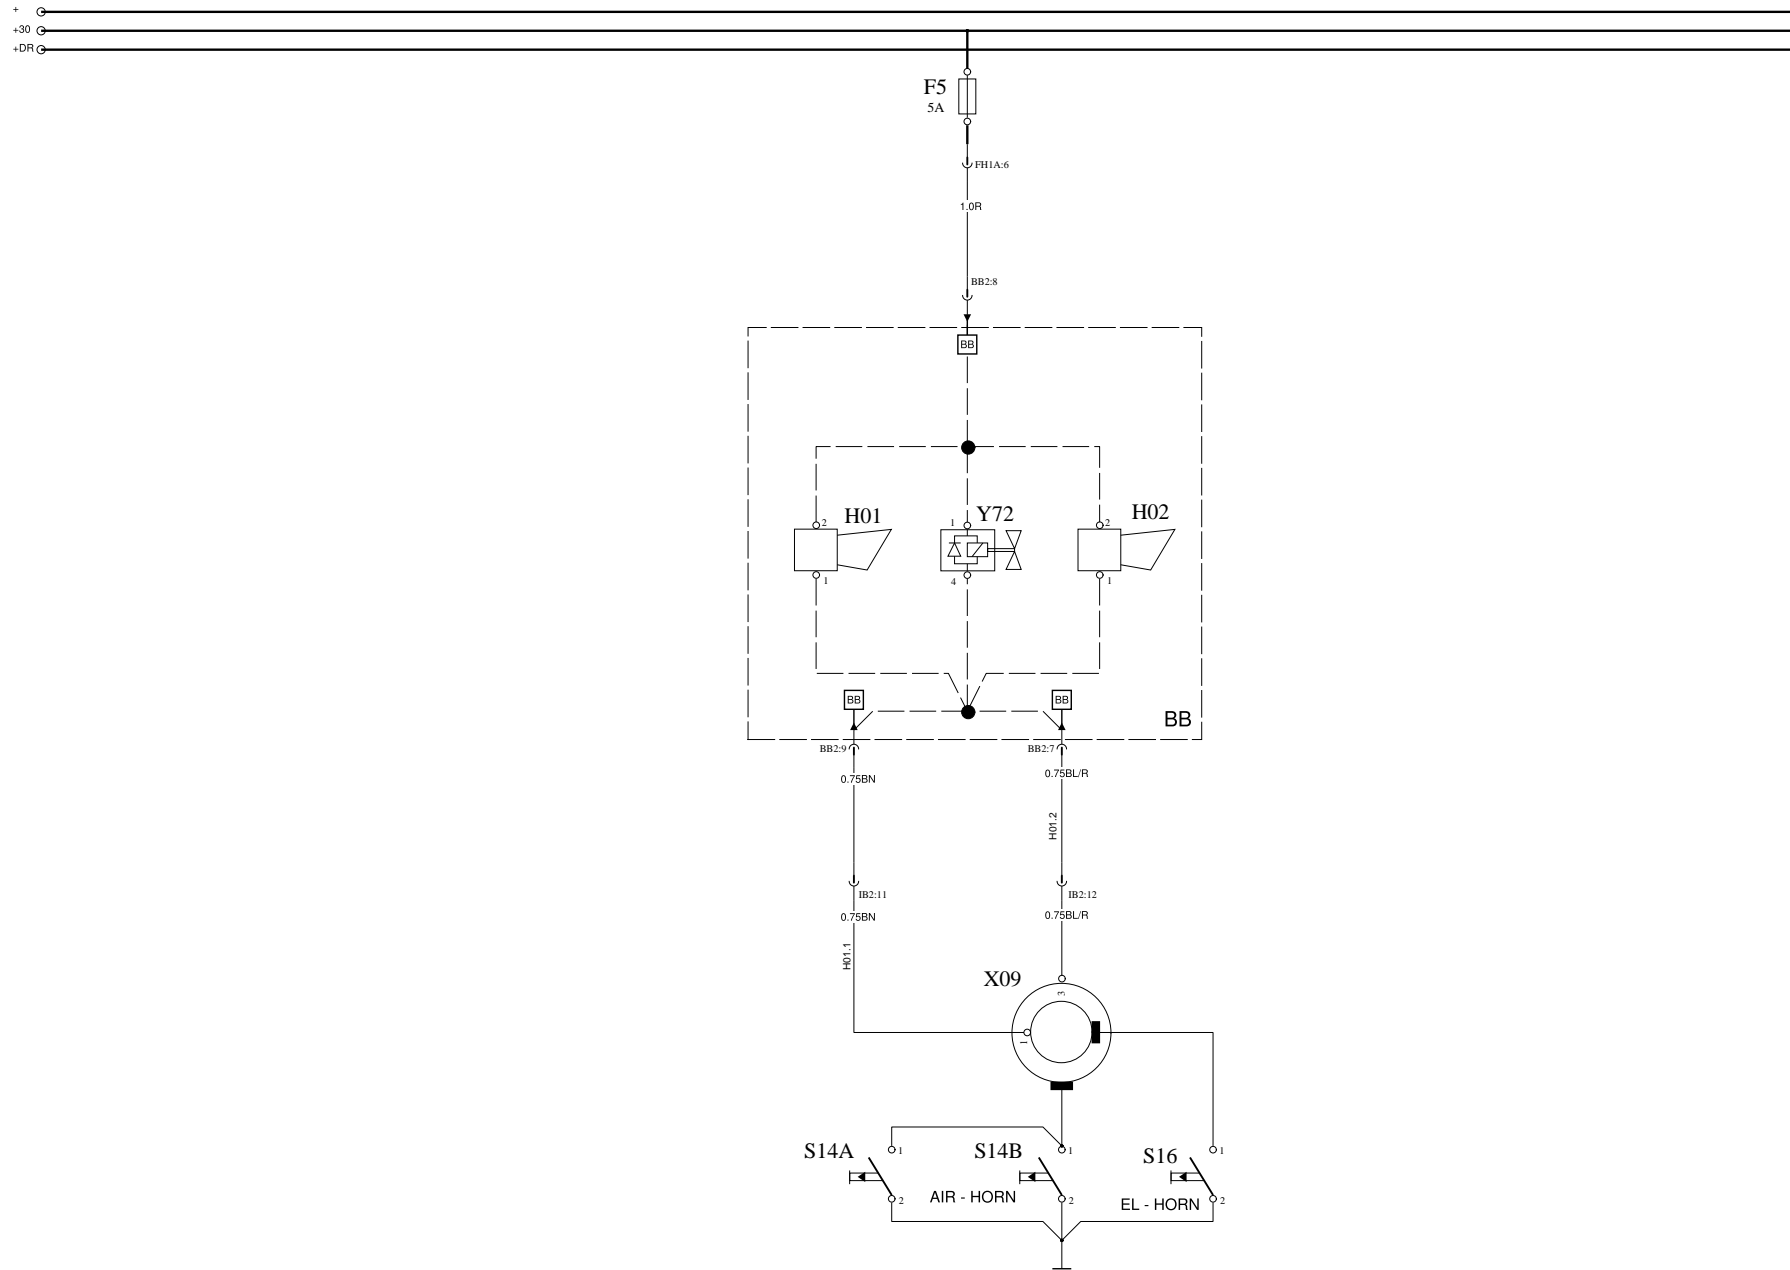 +
+30
+DR
F5
5A
FH1A:6
1.0R
BB2:8
BB
H01
Y72
H02
2
1
2
1
4
1
BB
BB
BB
BB2:9
BB2:7
0.75BN
0.75BL/R
H01.2
IB2:11
IB2:12
0.75BN
0.75BL/R
H01.1
X09
3
1
S14A
1
S14B
1
S16
1
AIR - HORN
EL - HORN
2
2
2